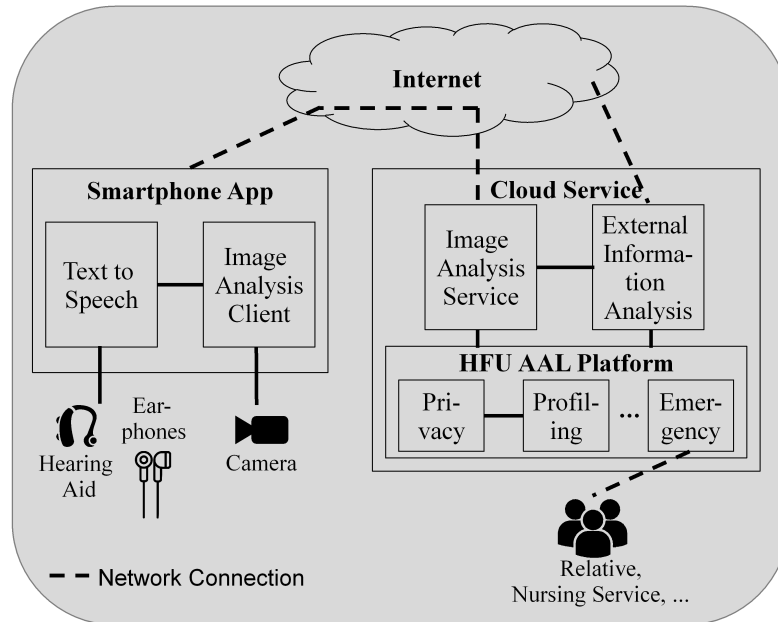 Internet
Smartphone App
Text to
Speech
Image
Analysis
Client
Hearing
Aid
Ear-
phones
Camera
Cloud Service
Image
Analysis
Service
External
Informa-
tion
Analysis
HFU AAL Platform
Pri-
vacy
Profil-
ing
...
Emer-
gency
Relative,
Nursing Service, ...
Network Connection